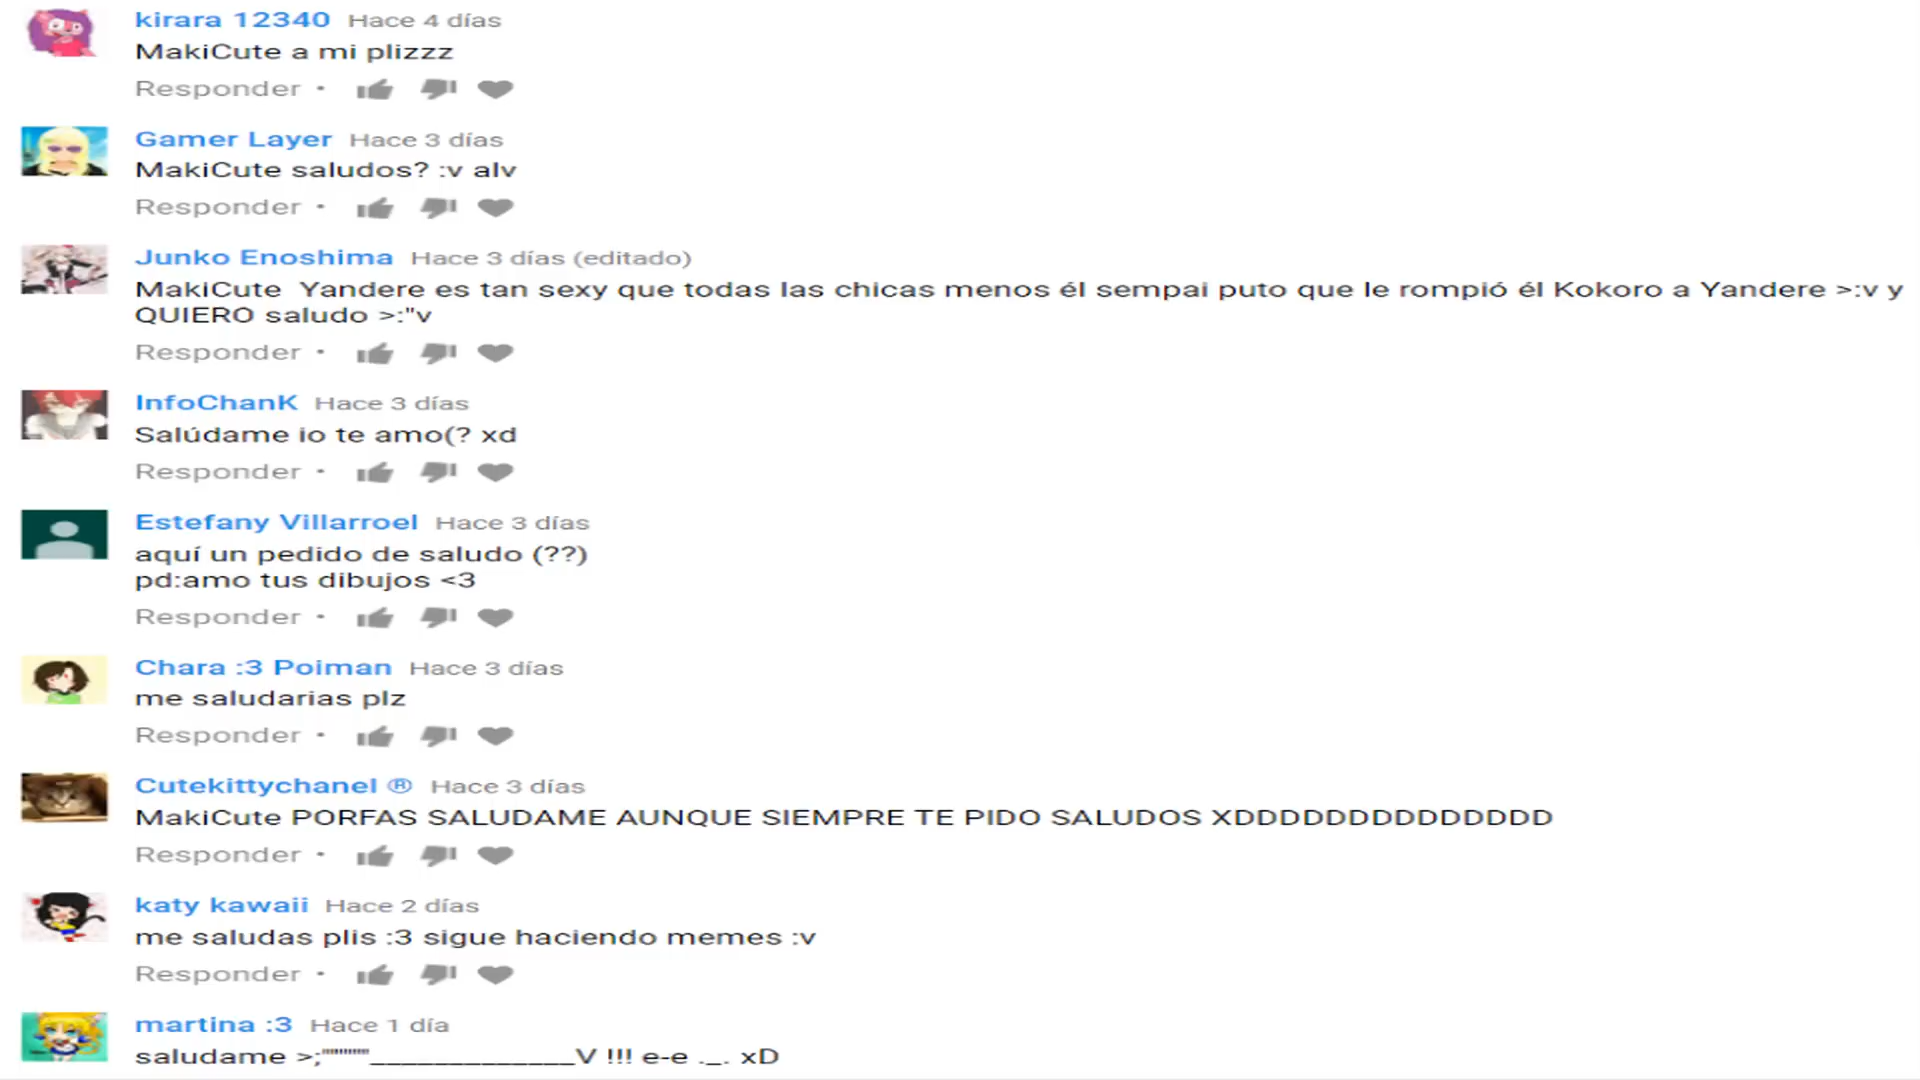 kirara 12340 Hace 4 días
MakiCute a mi plizzz
Responder •
Gamer Layer Hace 3 días
MakiCute saludos? :v alv
Responder •
Junko Enoshima Hace 3 días (editado)
MakiCute  Yandere es tan sexy que todas las chicas menos él sempai puto que le rompió él Kokoro a Yandere >:v y
QUIERO saludo >:"v
Responder •
InfoChanK Hace 3 días
Salúdame io te amo(? xd
Responder •
Estefany Villarroel Hace 3 días
aquí un pedido de saludo (??)
pd:amo tus dibujos <3
Responder •
Chara :3 Poiman Hace 3 días
me saludarias plz
Responder •
Cutekittychanel ® Hace 3 días
MakiCute PORFAS SALUDAME AUNQUE SIEMPRE TE PIDO SALUDOS XDDDDDDDDDDDDDD
Responder •
katy kawaii Hace 2 días
me saludas plis :3 sigue haciendo memes :v
Responder •
martina :3 Hace 1 día
saludame >;""""""_____________V !!! e-e ._. xD